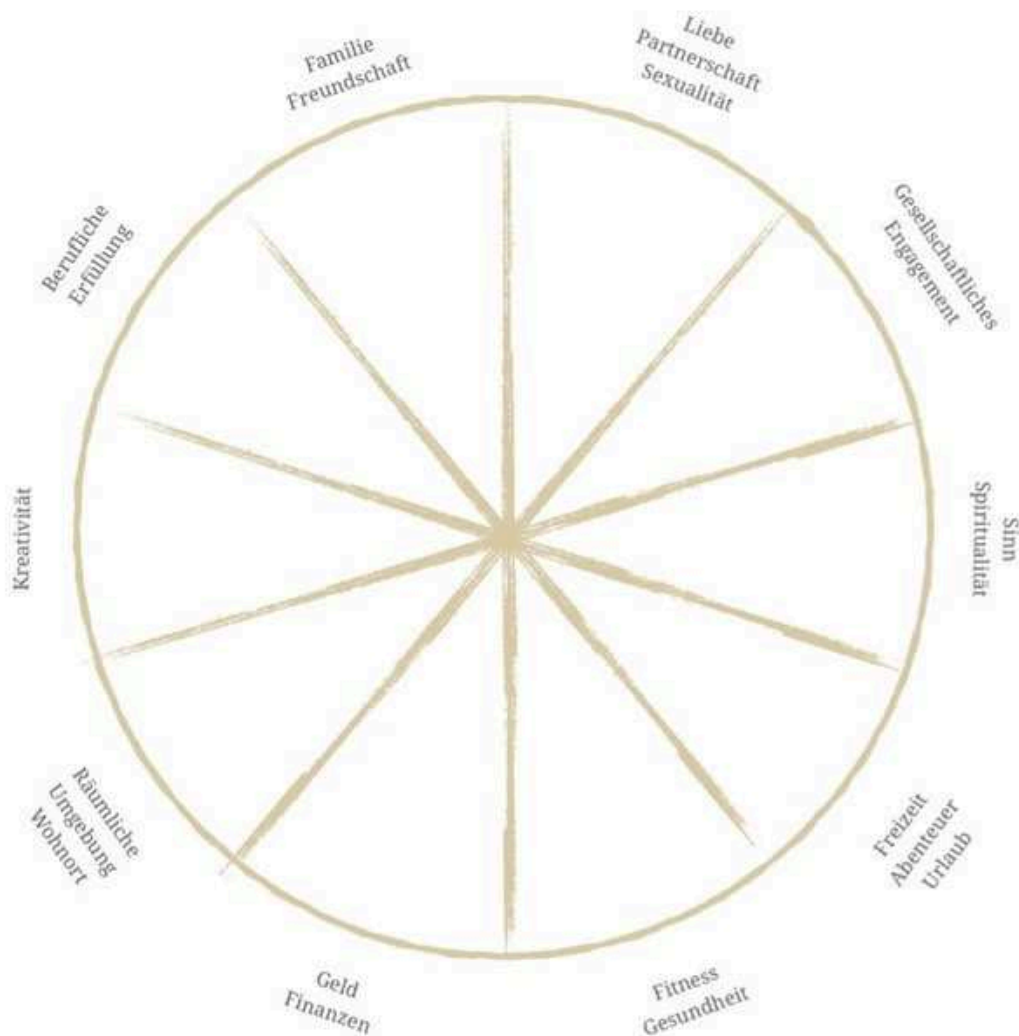 Liebe
Partnerschaft
Sexualität
Gesellschaftliches
Engagement
Sinn
Spiritualität
Freizeit
Abenteuer
Urlaub
Fitness
Gesundheit
Geld
Finanzen
Räumliche
Umgebung
Wohnort
Kreativität
Berufliche
Erfüllung
Familie
Freundschaft